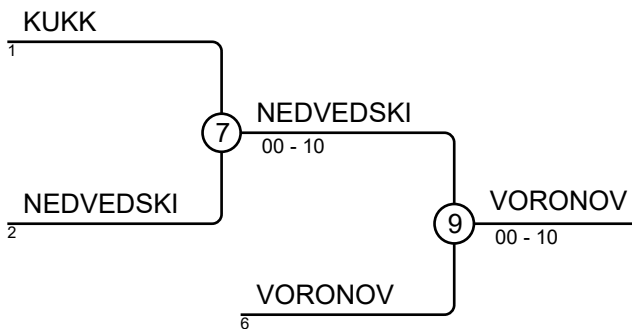 KUKK
1
7
NEDVEDSKI
00 - 10
NEDVEDSKI
2
9
VORONOV
00 - 10
VORONOV
6